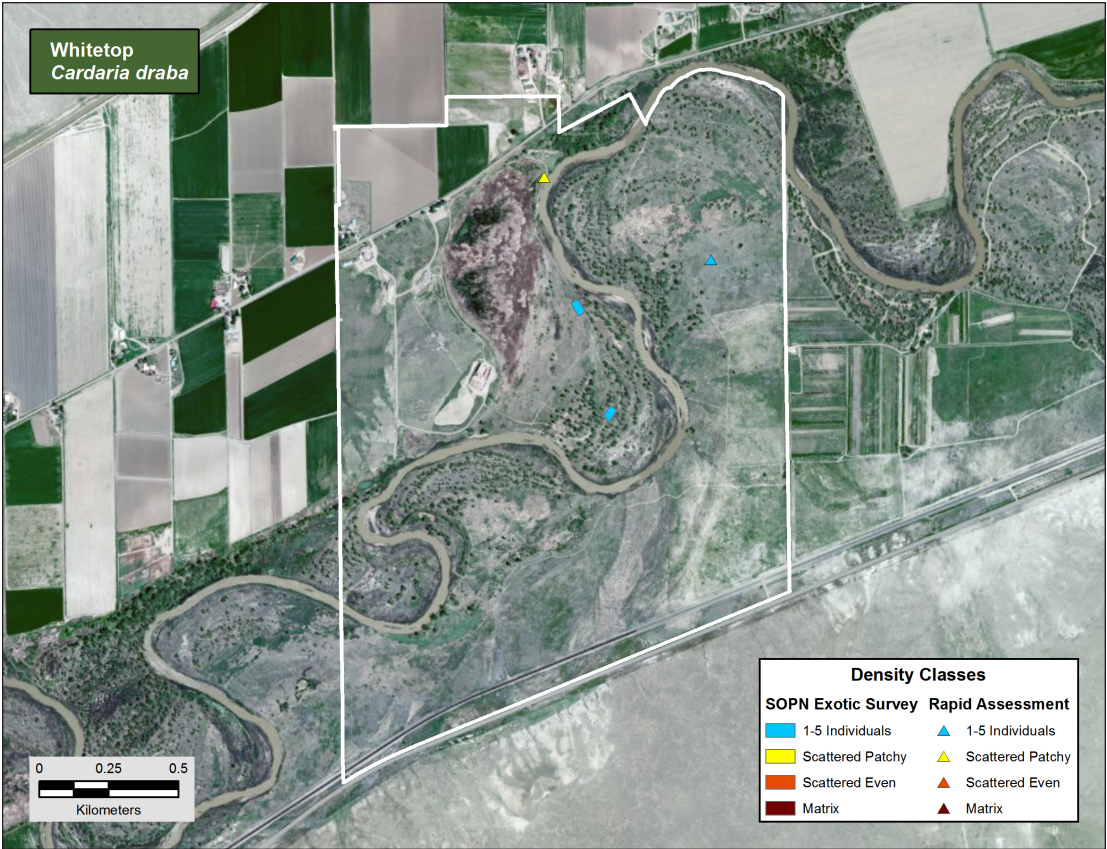 Whitetop
Cardaria draba
Density Classes
SOPN Exotic Survey Rapid Assessment
1-5 Individuals 1-5 Individuals
Scattered Patchy Scattered Patchy
Scattered Even Scattered Even
Matrix Matrix
0 0.25 0.5
Kilometers